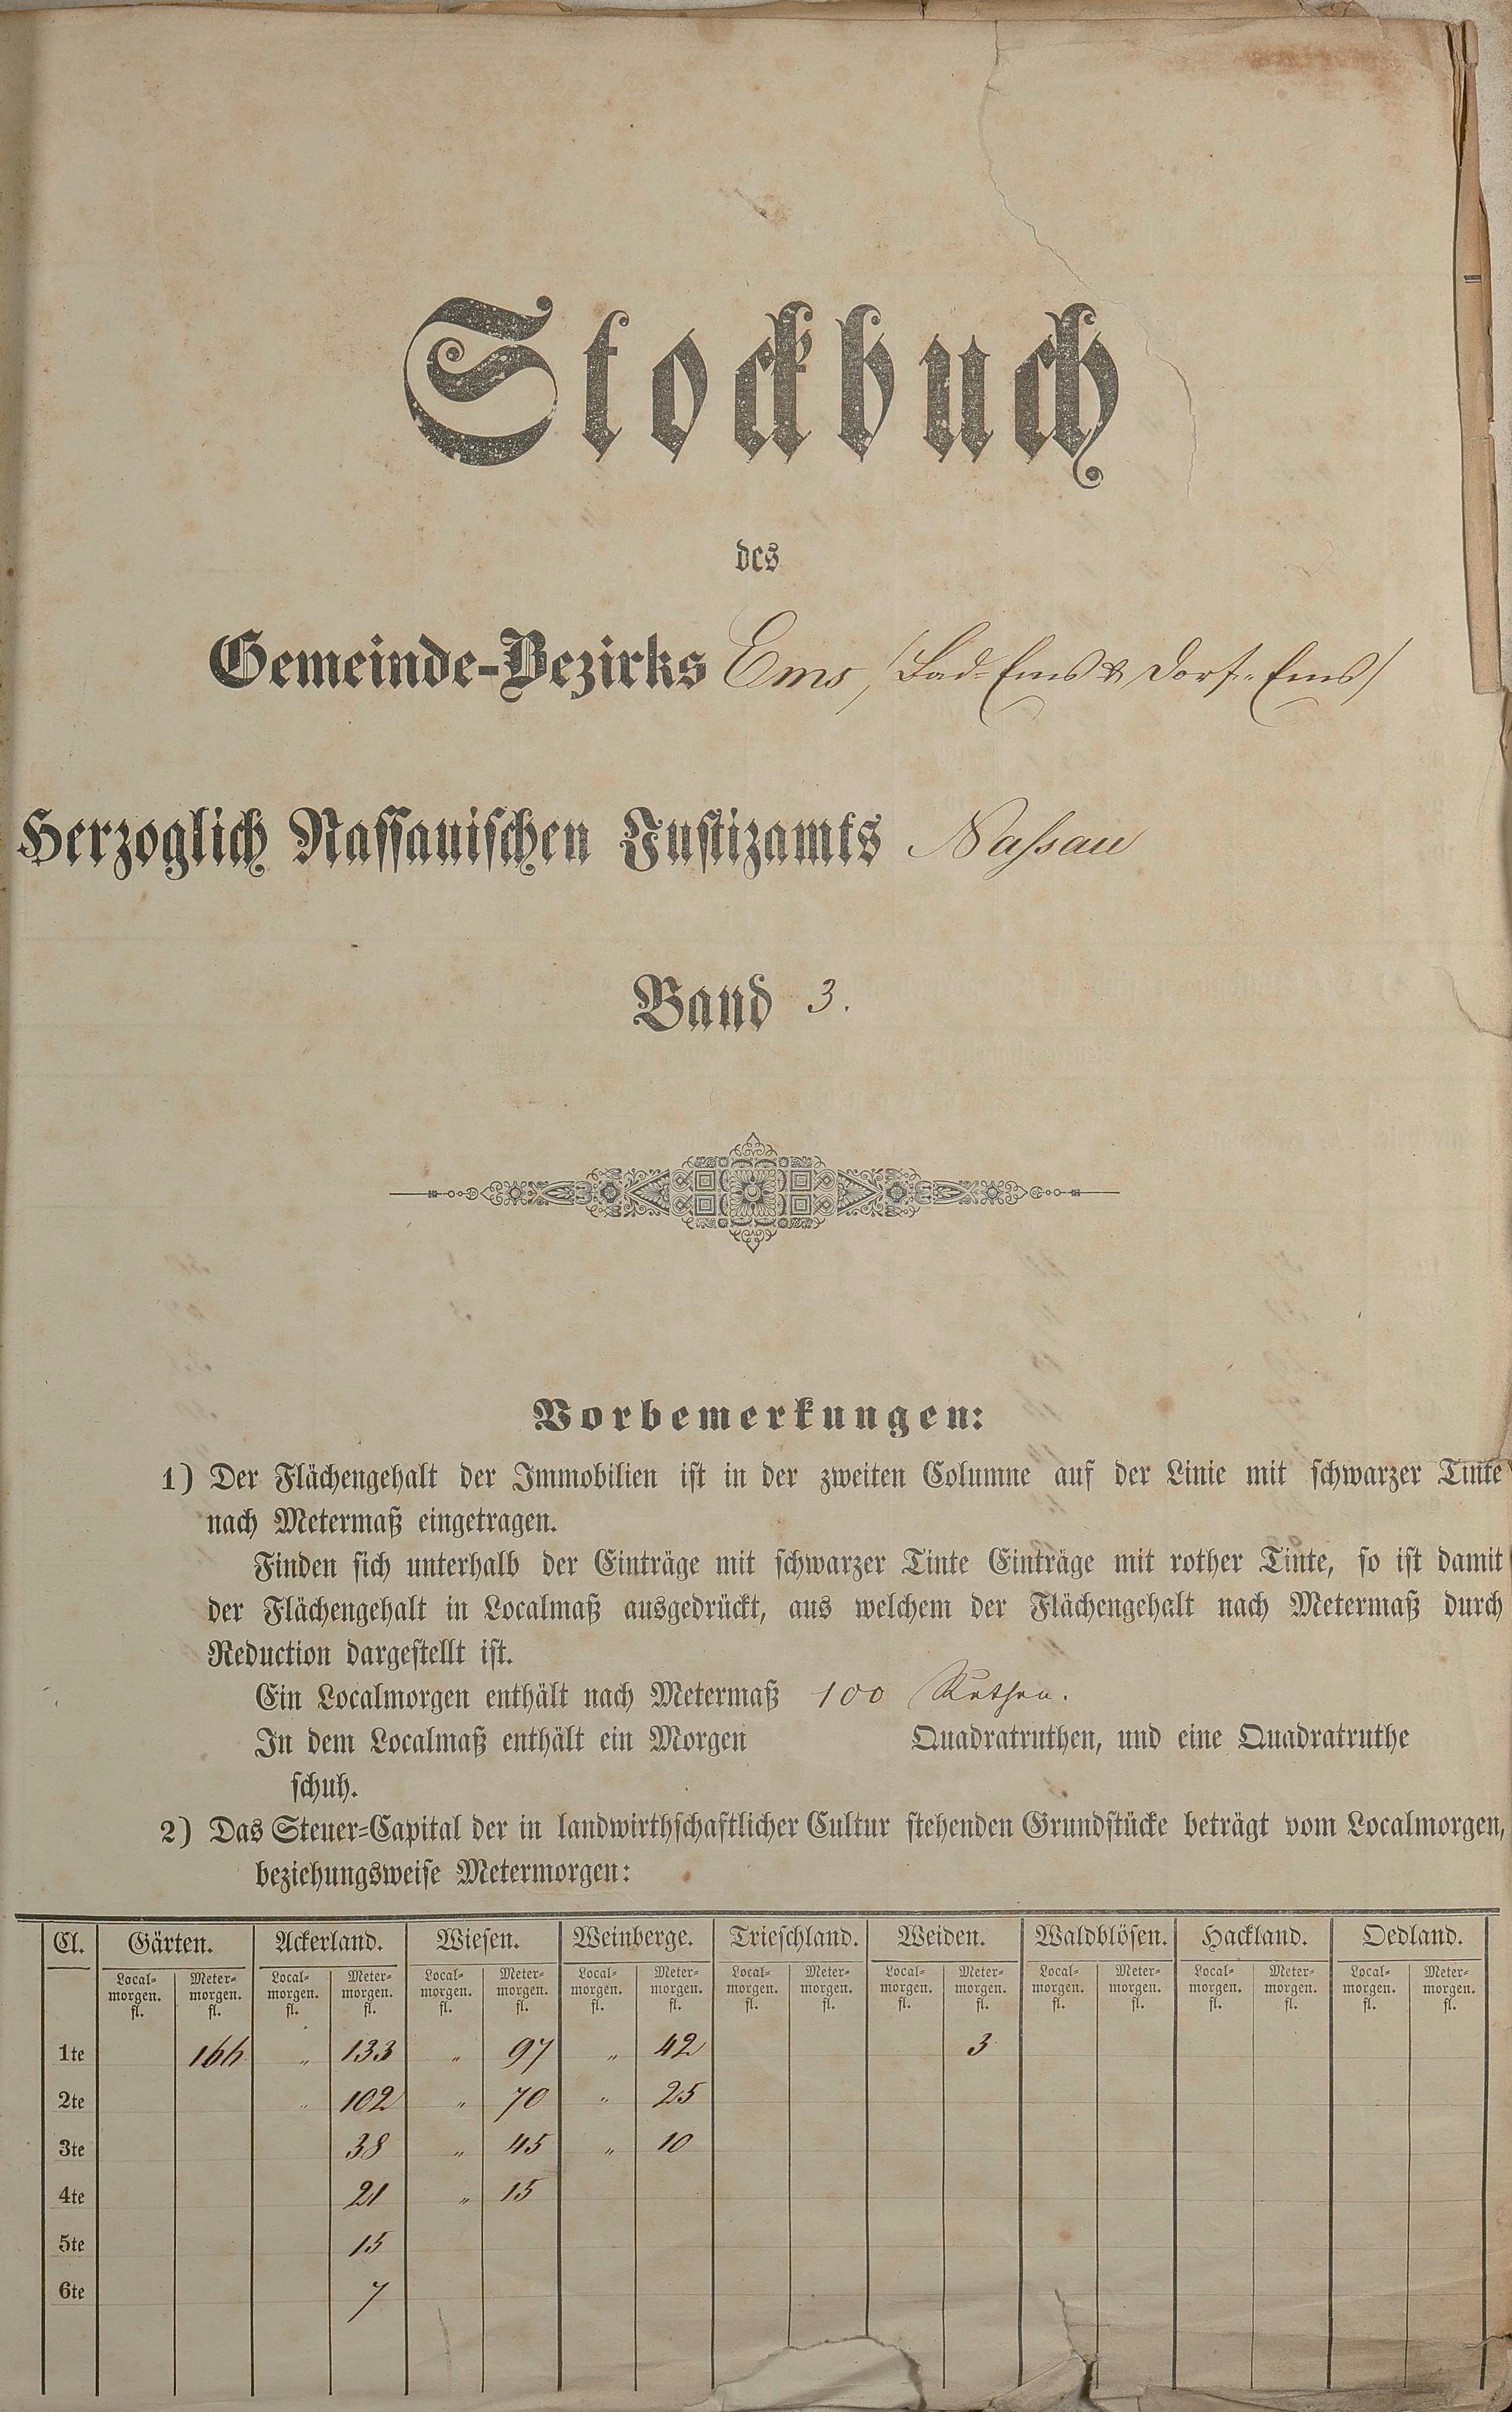 Stockbuch
des
Gemeinde-Bezirks Ems, (Bad-Ems & Dorf-Ems)
Herzoglich Nassauischen Justizamts Nassau
Band 3.
Vorbemerkungen:
1) Der Flächengehalt der Immobilien ist in der zweiten Columne auf der Linie mit schwarzer Tinte
nach Metermaß eingetragen.
Finden sich unterhalb der Einträge mit schwarzer Tinte Einträge mit rother Tinte, so ist damit
der Flächengehalt in Localmaß ausgedrückt, aus welchem der Flächengehalt nach Metermaß durch
Reduction dargestellt ist.
Ein Localmorgen enthält nach Metermaß 100 Ruthen.
In dem Localmaß enthält ein Morgen Quadratruthen, und eine Quadratruthe
schuh.
2) Das Steuer-Capital der in landwirthschaftlicher Cultur stehenden Grundstücke beträgt vom Localmorgen,
beziehungsweise Metermorgen:
Cl. Gärten. Ackerland. Wiesen. Weinberge. Trieschland. Weiden. Waldblösen. Hackland. Oedland.
Local- Meter- Local- Meter- Local- Meter- Local- Meter- Local- Meter- Local- Meter- Local- Meter- Local- Meter- Local- Meter-
morgen. morgen. morgen. morgen. morgen. morgen. morgen. morgen. morgen. morgen. morgen. morgen. morgen. morgen. morgen. morgen. morgen. morgen.
fl. fl. fl. fl. fl. fl. fl. fl. fl. fl. fl. fl. fl. fl. fl. fl. fl. fl.
1te 166 „ 133 „ 97 „ 42 3
2te „ 102 „ 70 „ 25
3te 38 „ 45 „ 10
4te 21 „ 15
5te 15
6te 7